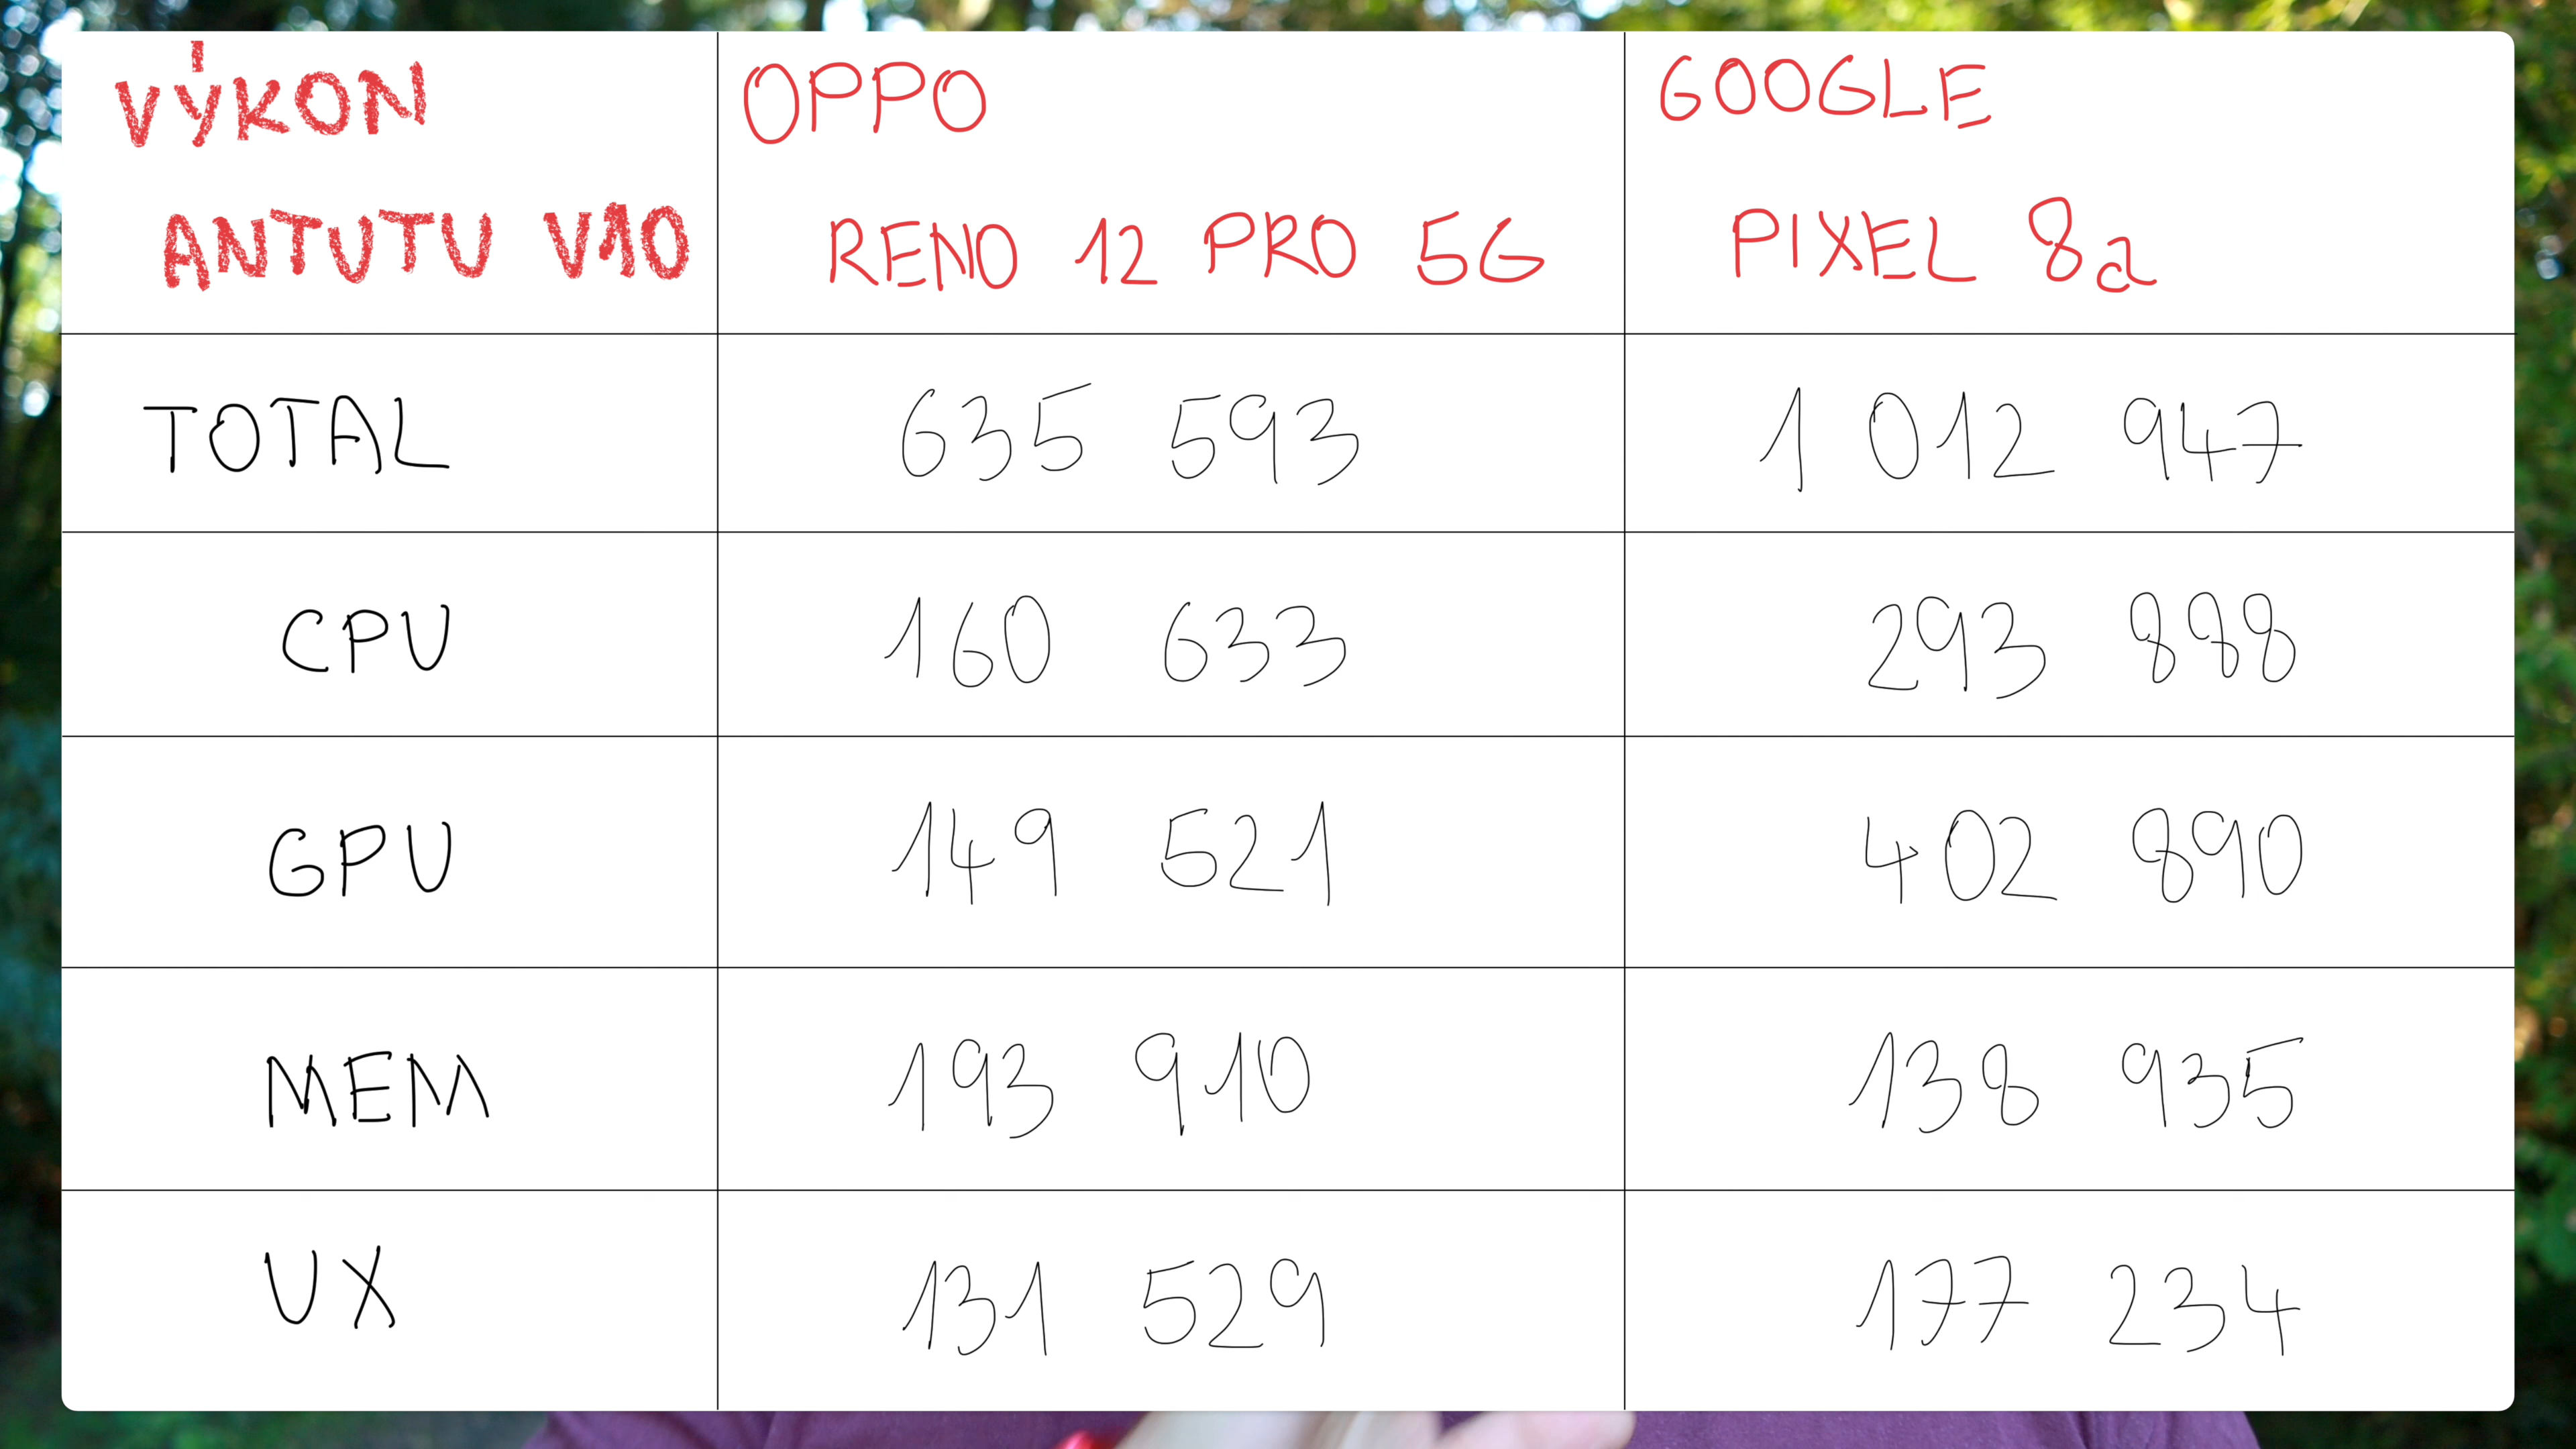 VÝKON
ANTUTU V10
OPPO
RENO 12 PRO 5G
GOOGLE
PIXEL 8a
TOTAL 635 593 1 012 947
CPU 160 633 293 888
GPU 149 521 402 890
MEM 193 910 138 935
UX 131 529 177 234